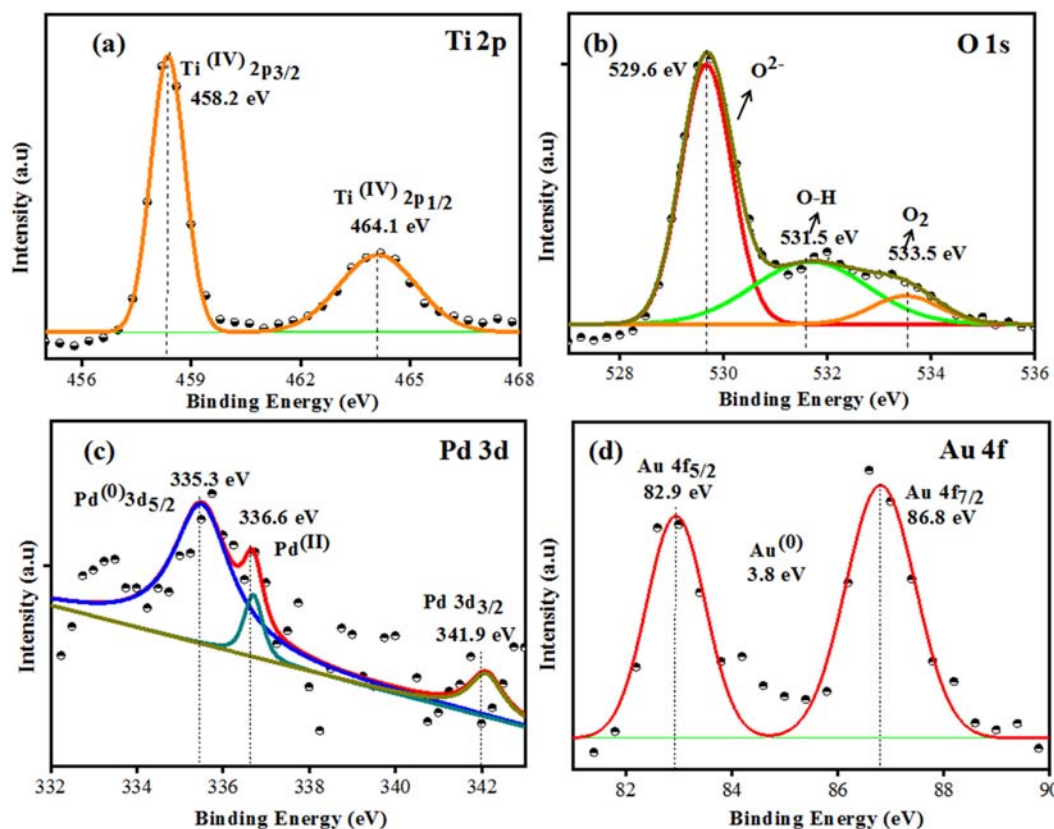 (a)
Ti 2p
Ti (IV) 2p3/2
458.2 eV
Ti (IV) 2p1/2
464.1 eV
Intensity (a.u)
456 459 462 465 468
Binding Energy (eV)
(b)
O 1s
529.6 eV
O2-
O-H
531.5 eV
O2
533.5 eV
Intensity (a.u)
528 530 532 534 536
Binding Energy (eV)
(c)
Pd 3d
Pd(0)3d5/2
335.3 eV
336.6 eV
Pd(II)
Pd 3d3/2
341.9 eV
Intensity (a.u)
332 334 336 338 340 342
Binding Energy (eV)
(d)
Au 4f
Au 4f5/2
82.9 eV
Au(0)
3.8 eV
Au 4f7/2
86.8 eV
Intensity (a.u)
82 84 86 88 90
Binding Energy (eV)